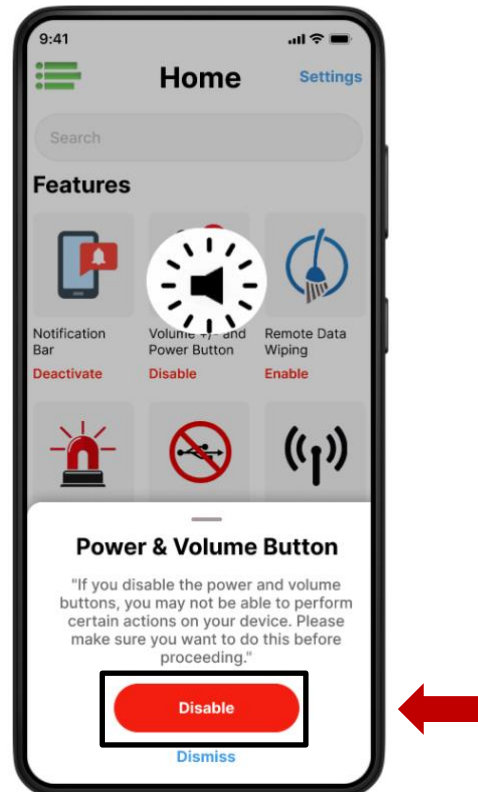 9:41
Home
Settings
Search
Features
Notification Bar
Volume +/- and Power Button
Remote Data Wiping
Deactivate
Disable
Enable
Power & Volume Button
"If you disable the power and volume
buttons, you may not be able to perform
certain actions on your device. Please
make sure you want to do this before
proceeding."
Disable
Dismiss